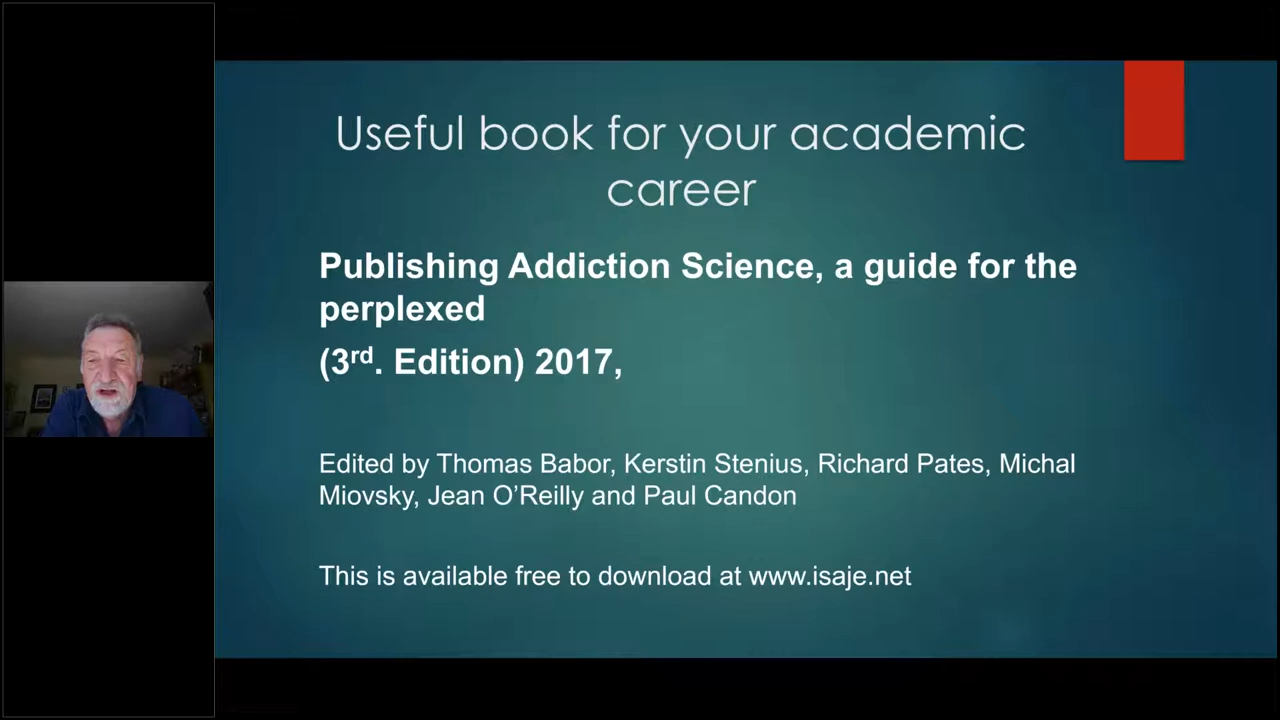 Useful book for your academic
career
Publishing Addiction Science, a guide for the
perplexed
(3rd. Edition) 2017,
Edited by Thomas Babor, Kerstin Stenius, Richard Pates, Michal
Miovsky, Jean O’Reilly and Paul Candon
This is available free to download at www.isaje.net